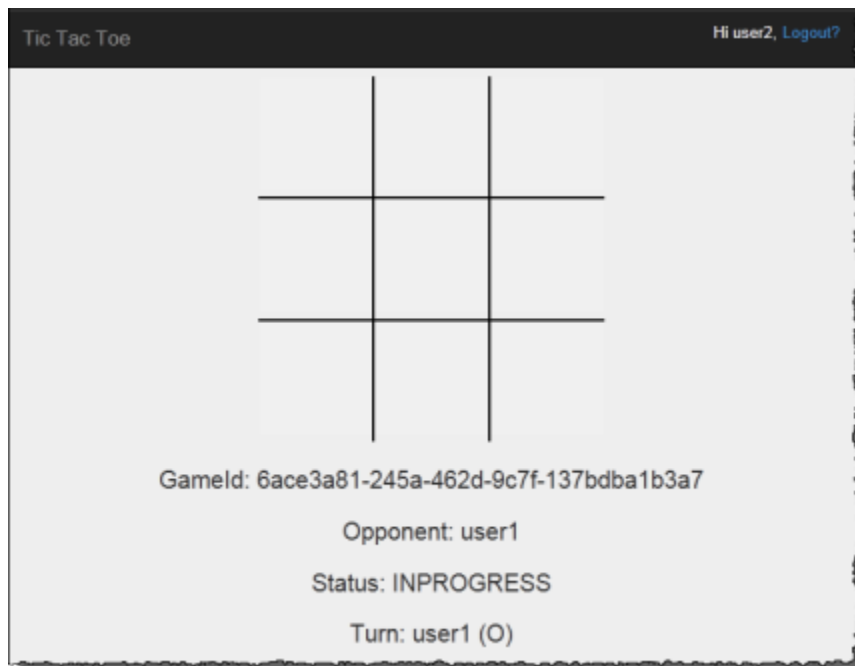 Tic Tac Toe
Hi user2, Logout?
GameId: 6ace3a81-245a-462d-9c7f-137bdba1b3a7
Opponent: user1
Status: INPROGRESS
Turn: user1 (O)